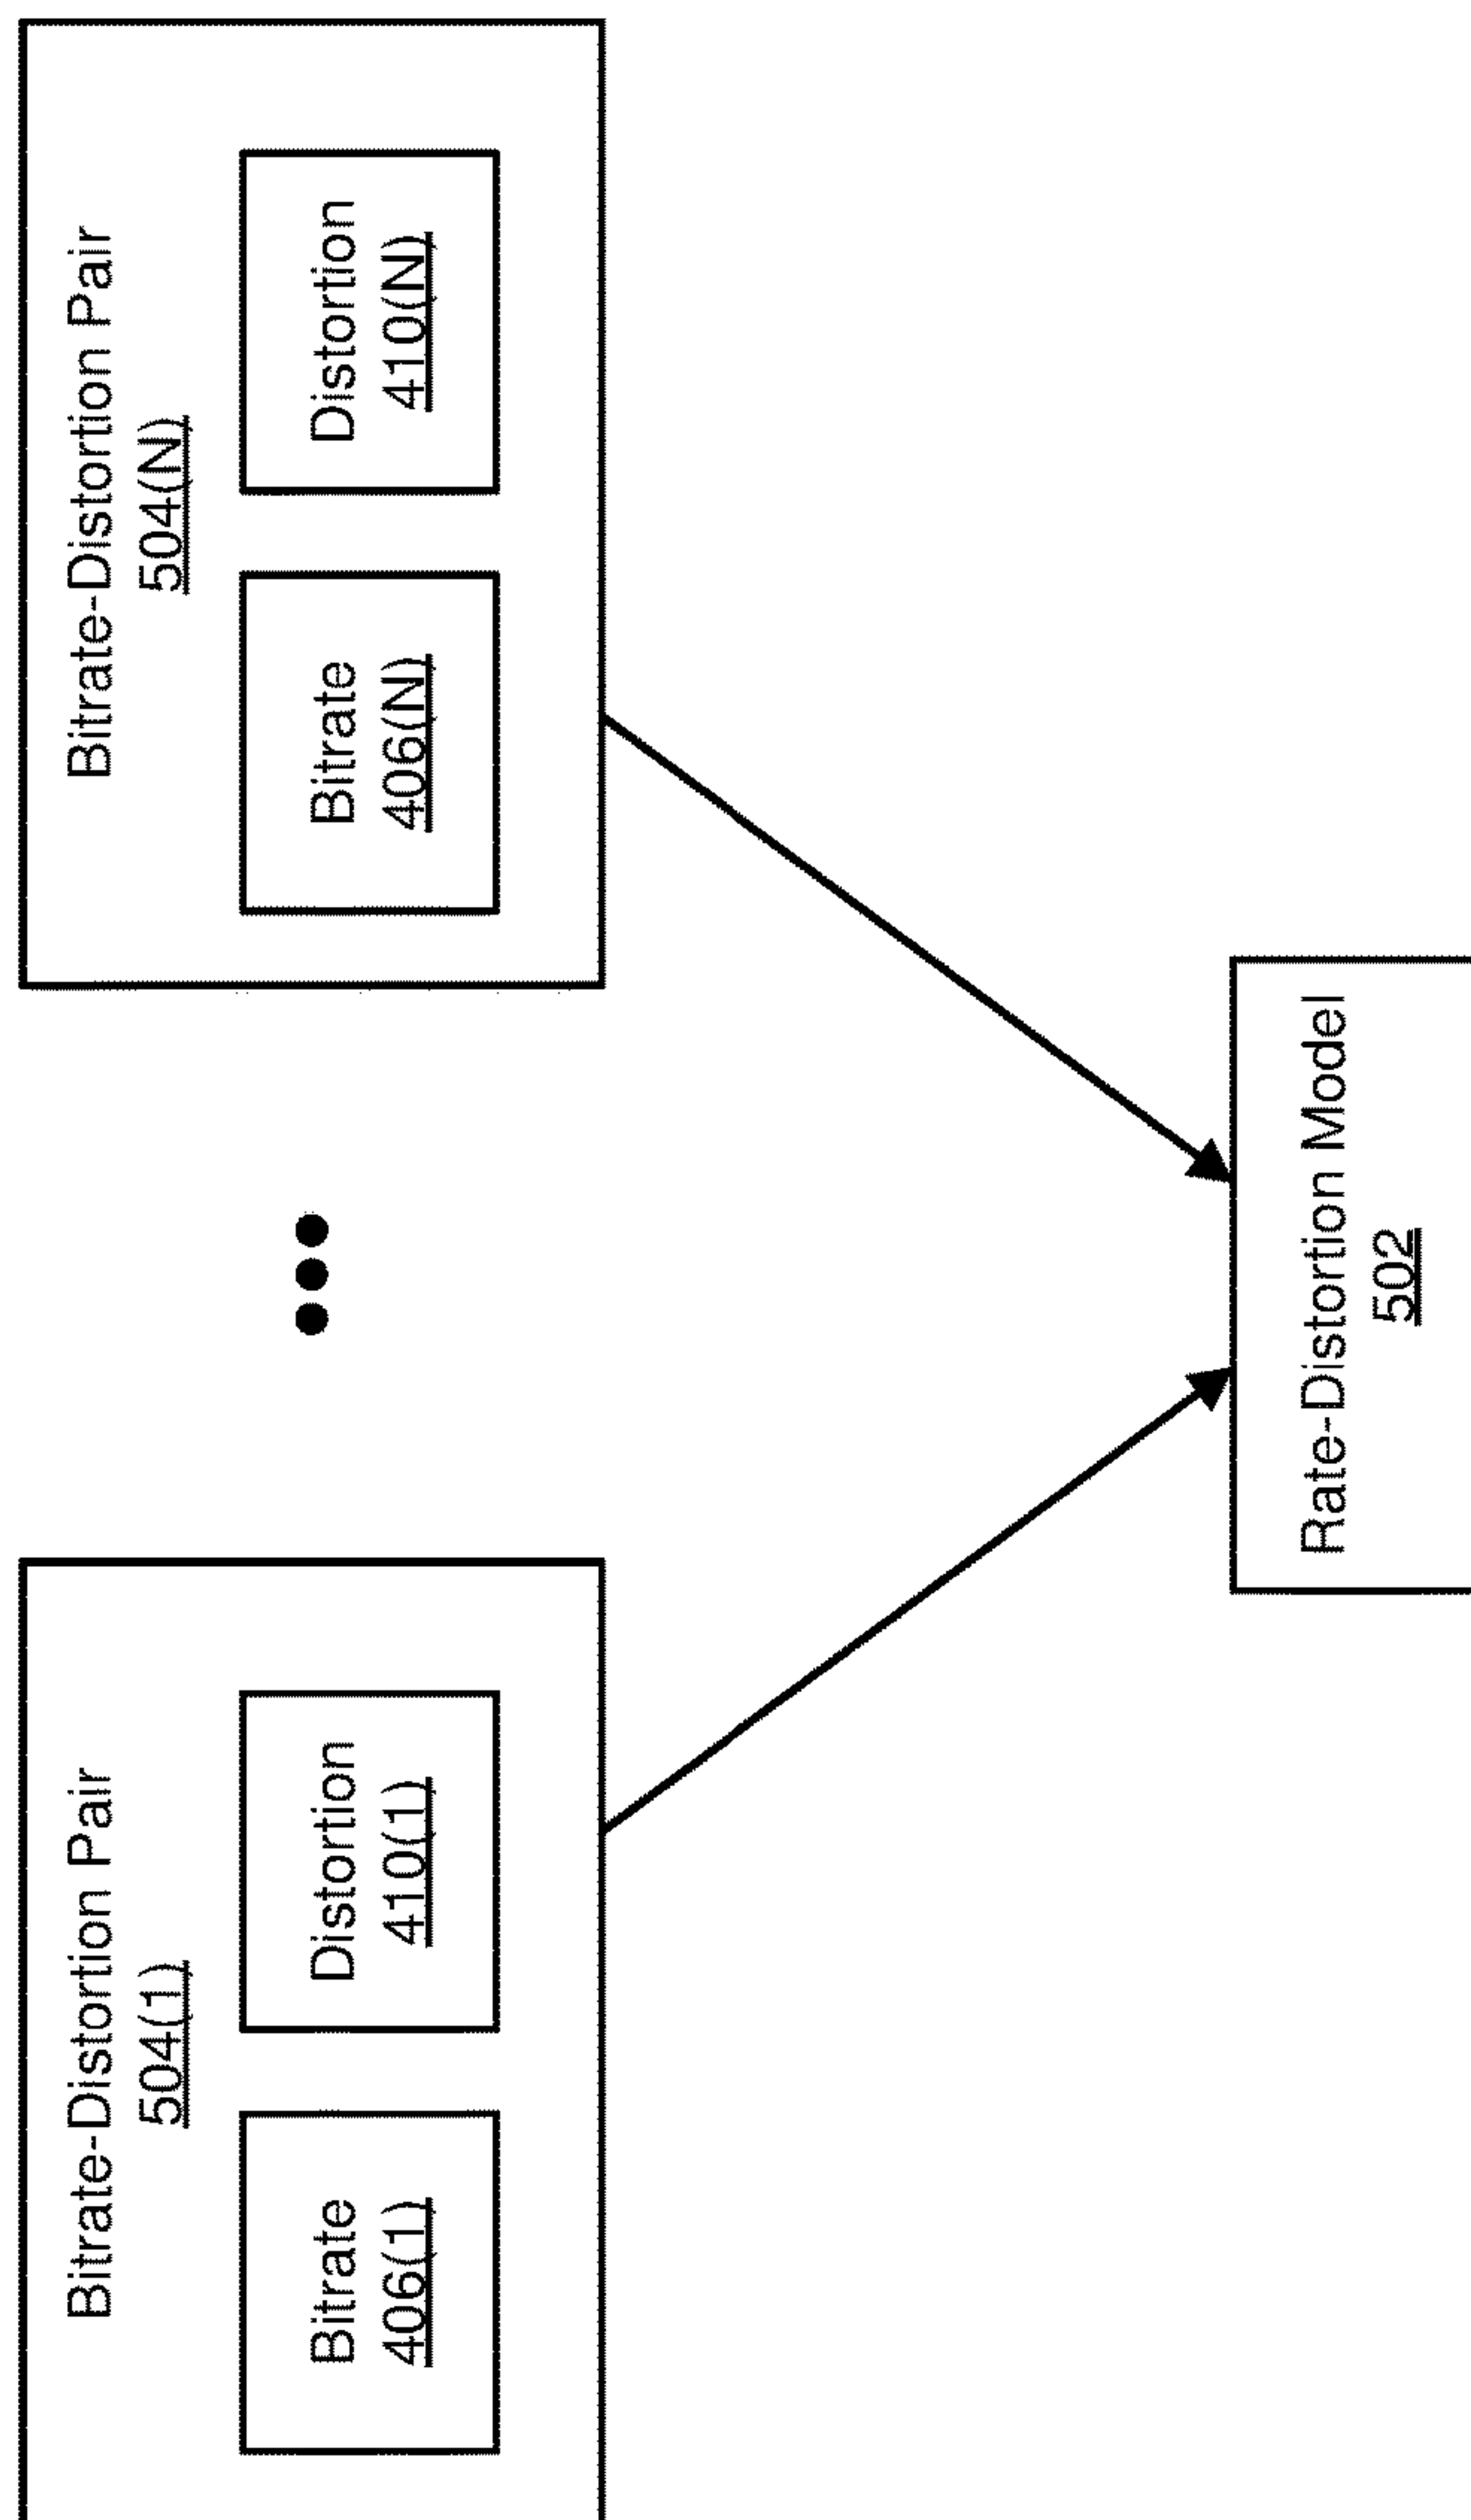 Bitrate-Distortion Pair
504(1)
Bitrate
406(1)
Distortion
410(1)
Bitrate-Distortion Pair
504(N)
Bitrate
406(N)
Distortion
410(N)
Rate-Distortion Model
502